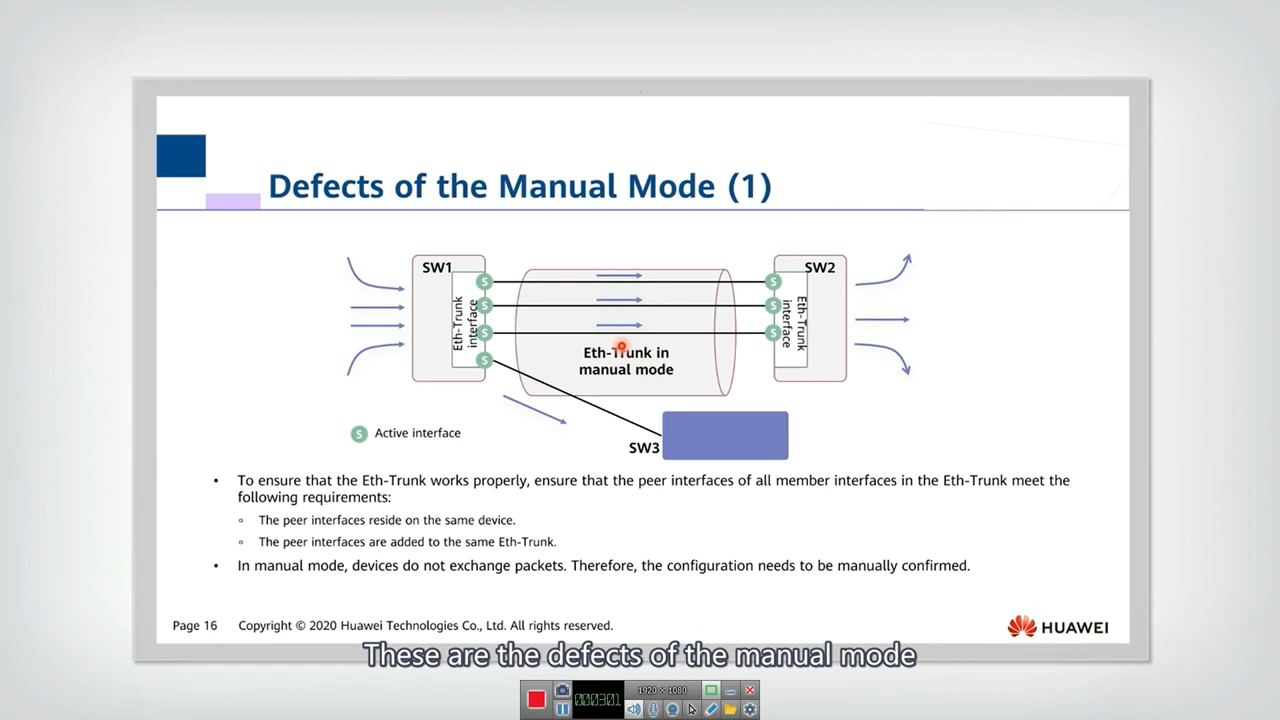 Defects of the Manual Mode (1)
SW1
SW2
S
S
S
S
S
S
S
Eth-Trunk
interface
Eth-Trunk
interface
Eth-Trunk in
manual mode
S Active interface
SW3
• To ensure that the Eth-Trunk works properly, ensure that the peer interfaces of all member interfaces in the Eth-Trunk meet the
following requirements:
▫ The peer interfaces reside on the same device.
▫ The peer interfaces are added to the same Eth-Trunk.
• In manual mode, devices do not exchange packets. Therefore, the configuration needs to be manually confirmed.
Page 16 Copyright © 2020 Huawei Technologies Co., Ltd. All rights reserved.
HUAWEI
These are the defects of the manual mode
000301
1920 × 1080